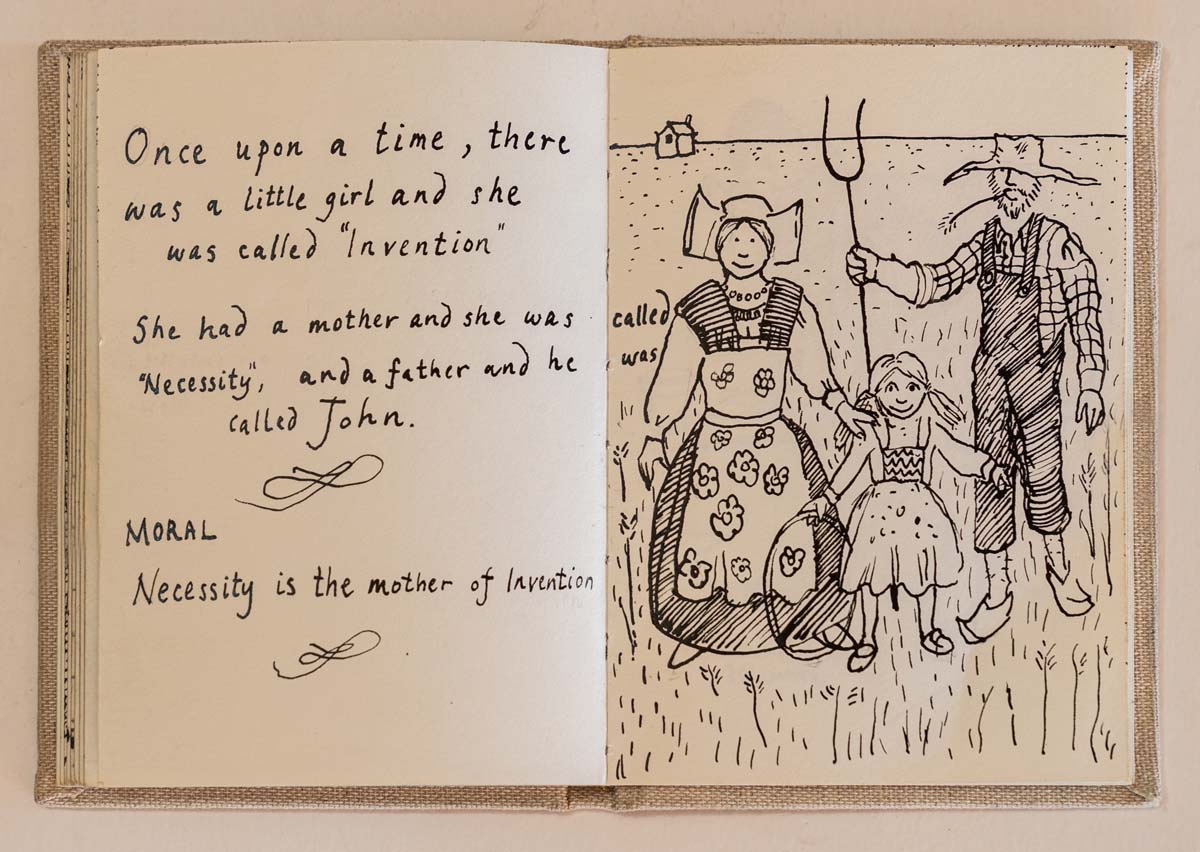 Once upon a time, there
was a little girl and she
was called "Invention"
She had a mother and she was called
"Necessity", and a father and he was
called John.
MORAL
Necessity is the mother of Invention